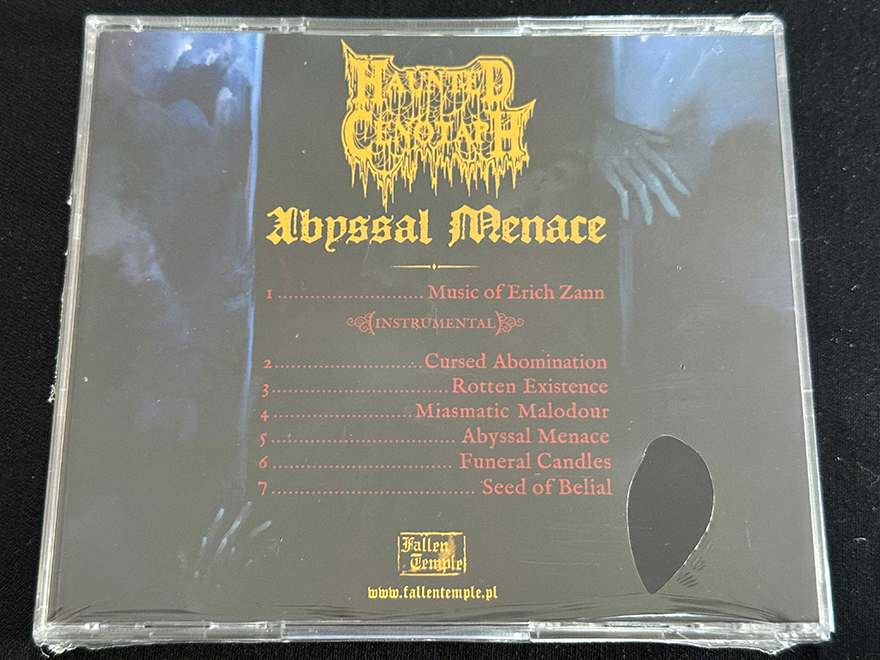 HAUNTED
CENOTAPH
Abyssal Menace
1 ........................... Music of Erich Zann
{INSTRUMENTAL}
2 ........................... Cursed Abomination
3 ................................ Rotten Existence
4 ......................... Miasmatic Malodour
5 .................................. Abyssal Menace
6 ................................. Funeral Candles
7 ..................................... Seed of Belial
Fallen
Temple
www.fallentemple.pl